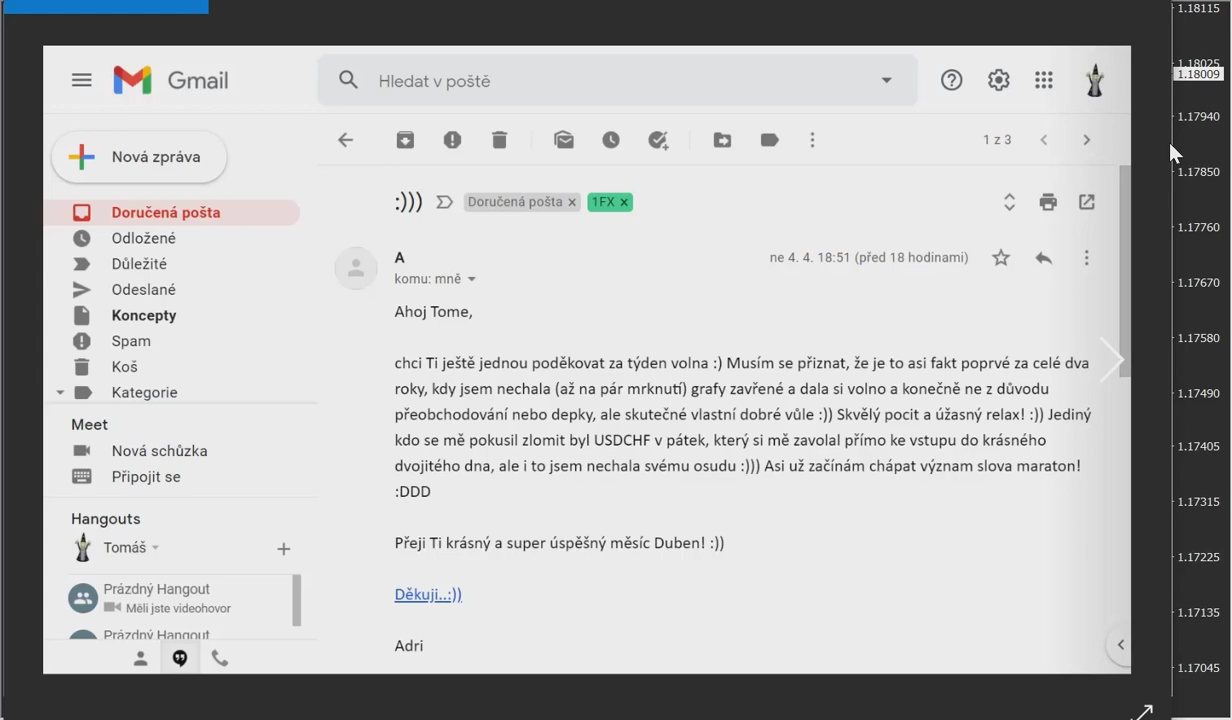 1.18115
1.18025
1.18009
1.17940
1.17850
1.17760
1.17670
1.17580
1.17490
1.17405
1.17315
1.17225
1.17135
1.17045
Gmail
Hledat v poště
Nová zpráva
1 z 3
Doručená pošta
Odložené
Důležité
Odeslané
Koncepty
Spam
Koš
Kategorie
Meet
Nová schůzka
Připojit se
Hangouts
Tomáš
Prázdný Hangout
Měli jste videohovor
Prázdný Hangout
:))) Doručená pošta × 1FX ×
A
ne 4. 4. 18:51 (před 18 hodinami)
komu: mně
Ahoj Tome,
chci Ti ještě jednou poděkovat za týden volna :) Musím se přiznat, že je to asi fakt poprvé za celé dva
roky, kdy jsem nechala (až na pár mrknutí) grafy zavřené a dala si volno a konečně ne z důvodu
přeobchodování nebo depky, ale skutečné vlastní dobré vůle :)) Skvělý pocit a úžasný relax! :)) Jediný
kdo se mě pokusil zlomit byl USDCHF v pátek, který si mě zavolal přímo ke vstupu do krásného
dvojitého dna, ale i to jsem nechala svému osudu :))) Asi už začínám chápat význam slova maraton!
:DDD
Přeji Ti krásný a super úspěšný měsíc Duben! :))
Děkuji..:))
Adri